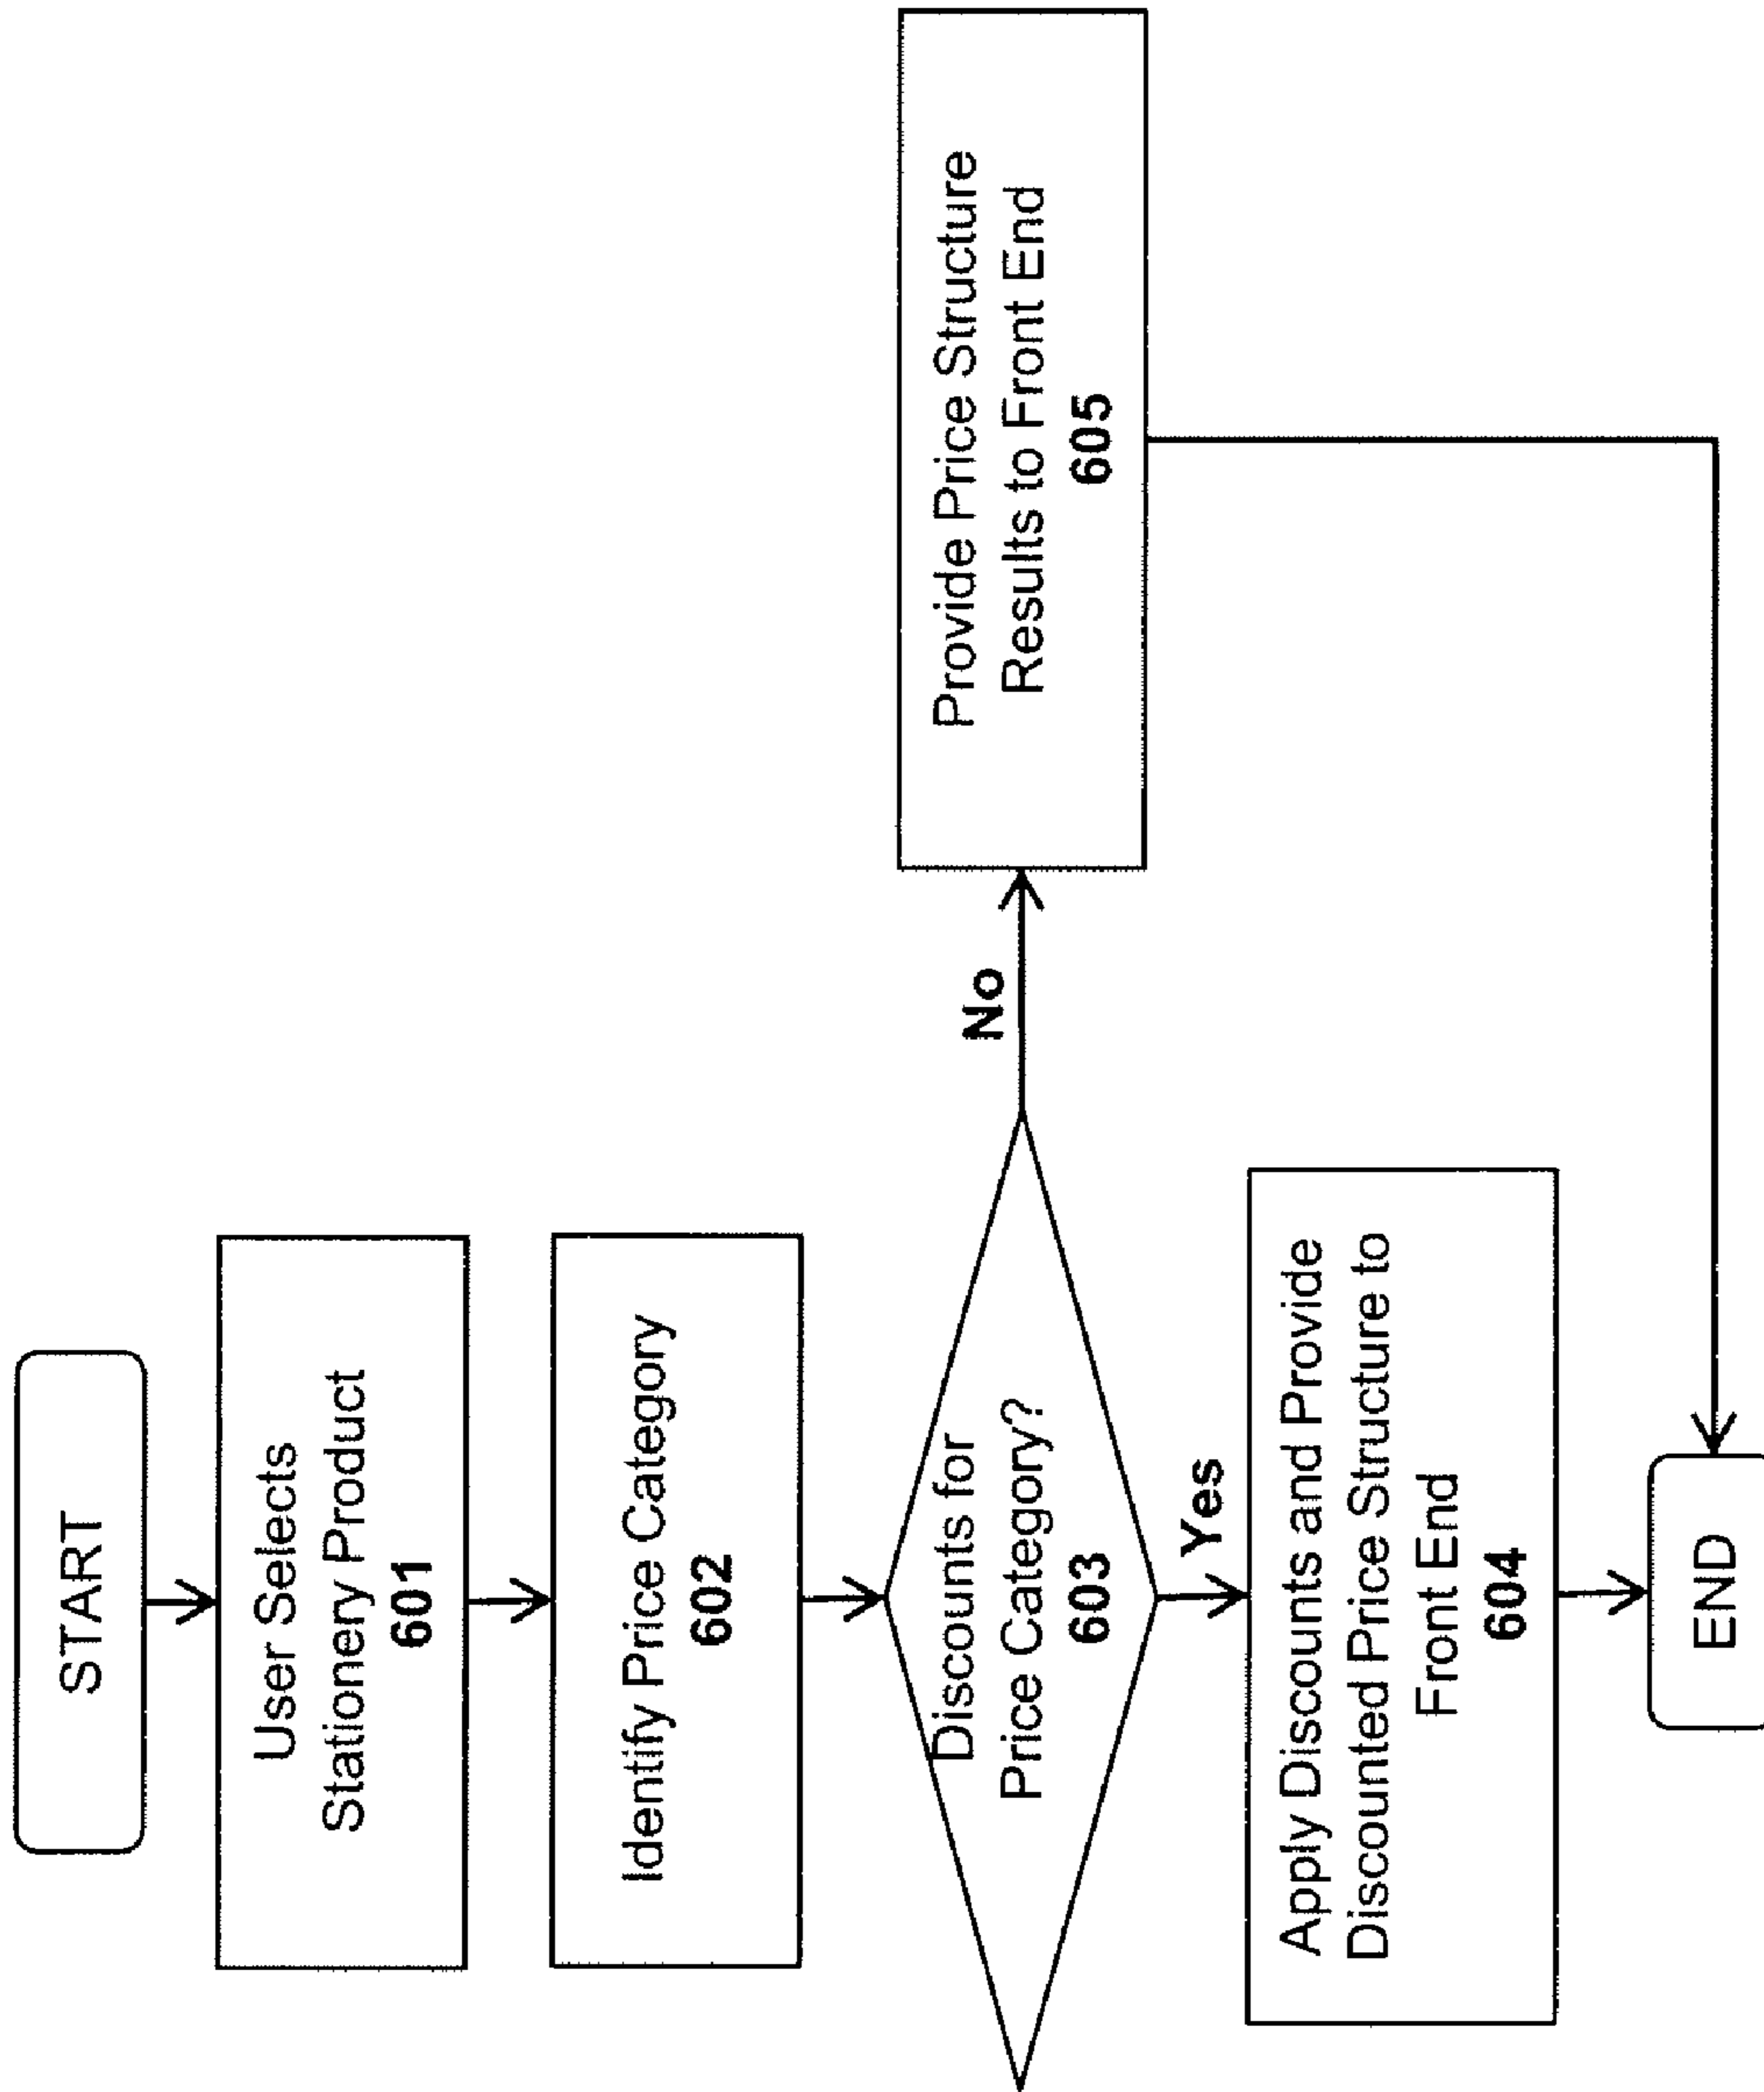 START
User Selects
Stationery Product
601
Identify Price Category
602
Discounts for
Price Category?
603
No
Provide Price Structure
Results to Front End
605
Yes
Apply Discounts and Provide
Discounted Price Structure to
Front End
604
END